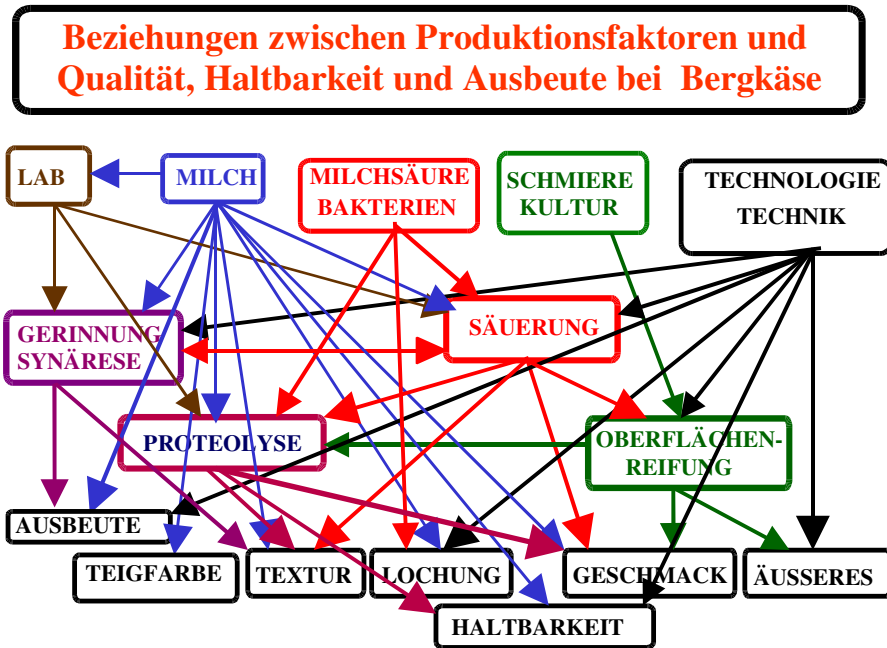 Beziehungen zwischen Produktionsfaktoren und
Qualität, Haltbarkeit und Ausbeute bei Bergkäse
LAB
MILCH
MILCHSÄURE
BAKTERIEN
SCHMIERE
KULTUR
TECHNOLOGIE
TECHNIK
GERINNUNG
SYNÄRESE
SÄUERUNG
PROTEOLYSE
OBERFLÄCHEN-
REIFUNG
AUSBEUTE
TEIGFARBE
TEXTUR
LOCHUNG
GESCHMACK
ÄUSSERES
HALTBARKEIT